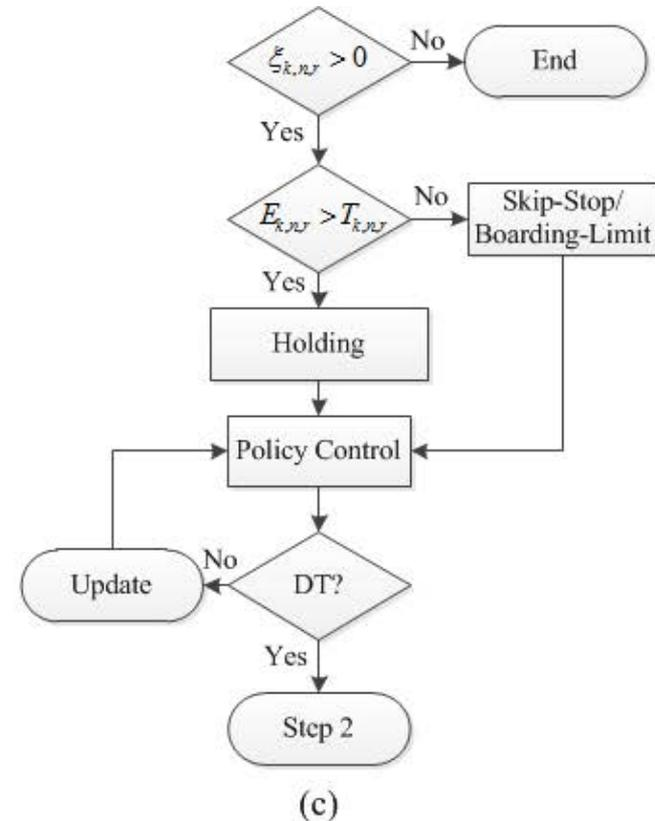 ξk,n,r > 0
No
End
Yes
Ek,n,r > Tk,n,r
No
Skip-Stop/
Boarding-Limit
Yes
Holding
Policy Control
Update
No
DT?
Yes
Step 2
(c)